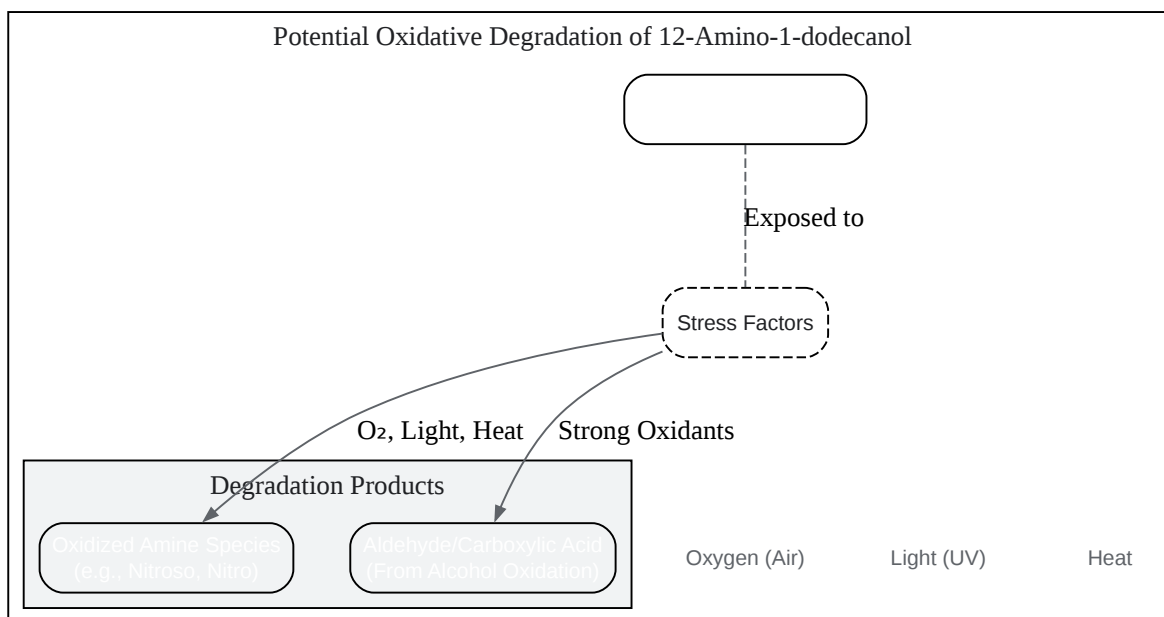 Potential Oxidative Degradation of 12-Amino-1-dodecanol
Exposed to
Stress Factors
O₂, Light, Heat
Strong Oxidants
Degradation Products
Oxidized Amine Species
(e.g., Nitroso, Nitro)
Aldehyde/Carboxylic Acid
(From Alcohol Oxidation)
Oxygen (Air)
Light (UV)
Heat